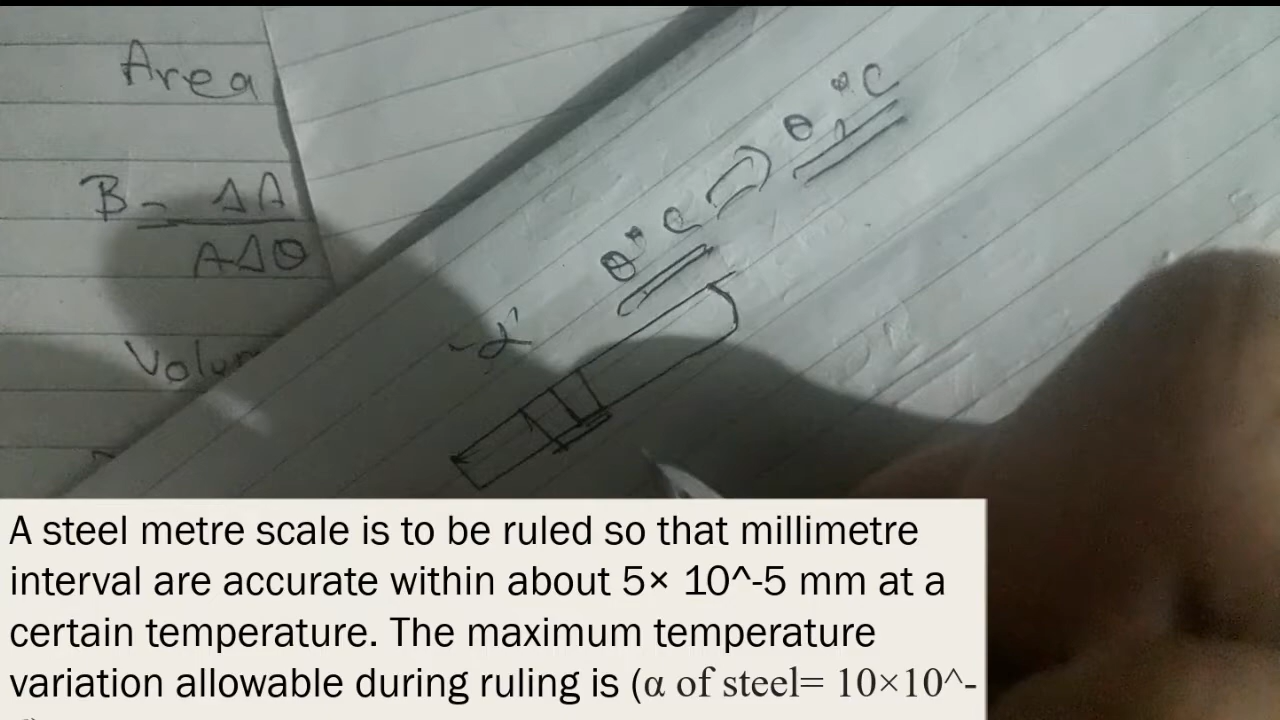 Area
B = ΔA
AΔθ
θ°C
θ, °C
A steel metre scale is to be ruled so that millimetre
interval are accurate within about 5× 10^-5 mm at a
certain temperature. The maximum temperature
variation allowable during ruling is (α of steel= 10×10^-